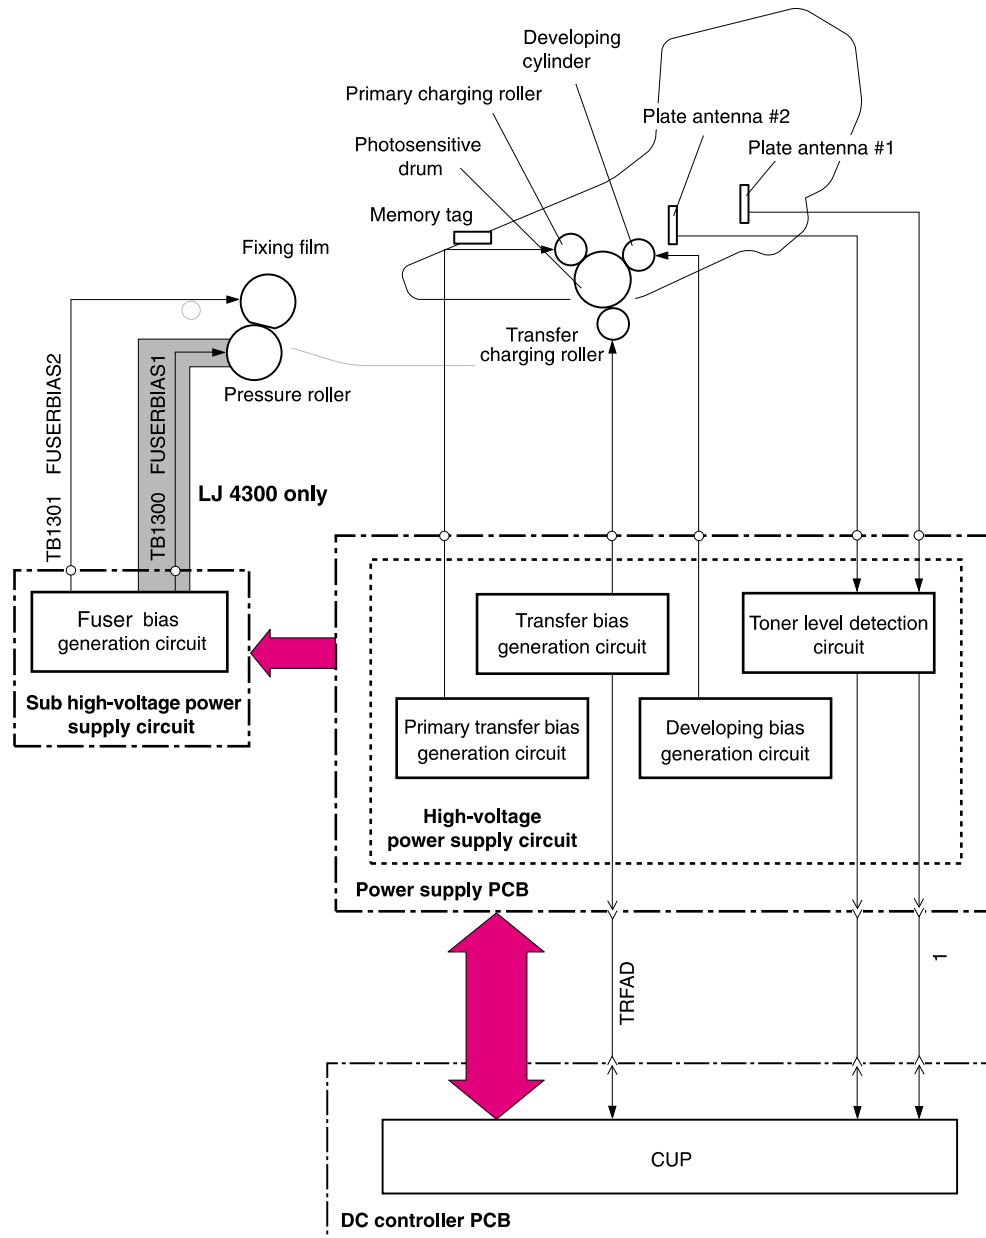 Developing
cylinder
Primary charging roller
Plate antenna #2
Photosensitive
drum
Plate antenna #1
Memory tag
Fixing film
Transfer
charging roller
Pressure roller
TB1301 FUSERBIAS2
TB1300 FUSERBIAS1
LJ 4300 only
Fuser bias
generation circuit
Sub high-voltage power
supply circuit
Transfer bias
generation circuit
Toner level detection
circuit
Primary transfer bias
generation circuit
Developing bias
generation circuit
High-voltage
power supply circuit
Power supply PCB
TRFAD
1
CUP
DC controller PCB